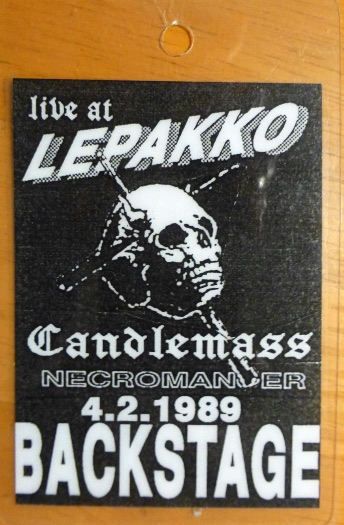 live at
LEPAKKO
Candlemass
NECROMANCER
4.2.1989
BACKSTAGE